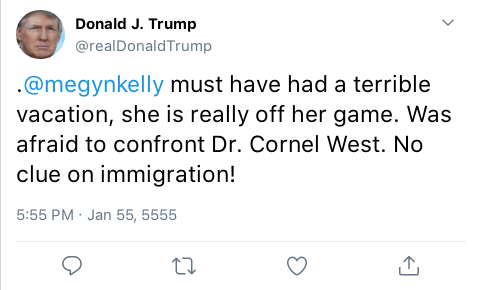 Donald J. Trump
@realDonaldTrump
.@megynkelly must have had a terrible
vacation, she is really off her game. Was
afraid to confront Dr. Cornel West. No
clue on immigration!
5:55 PM · Jan 55, 5555